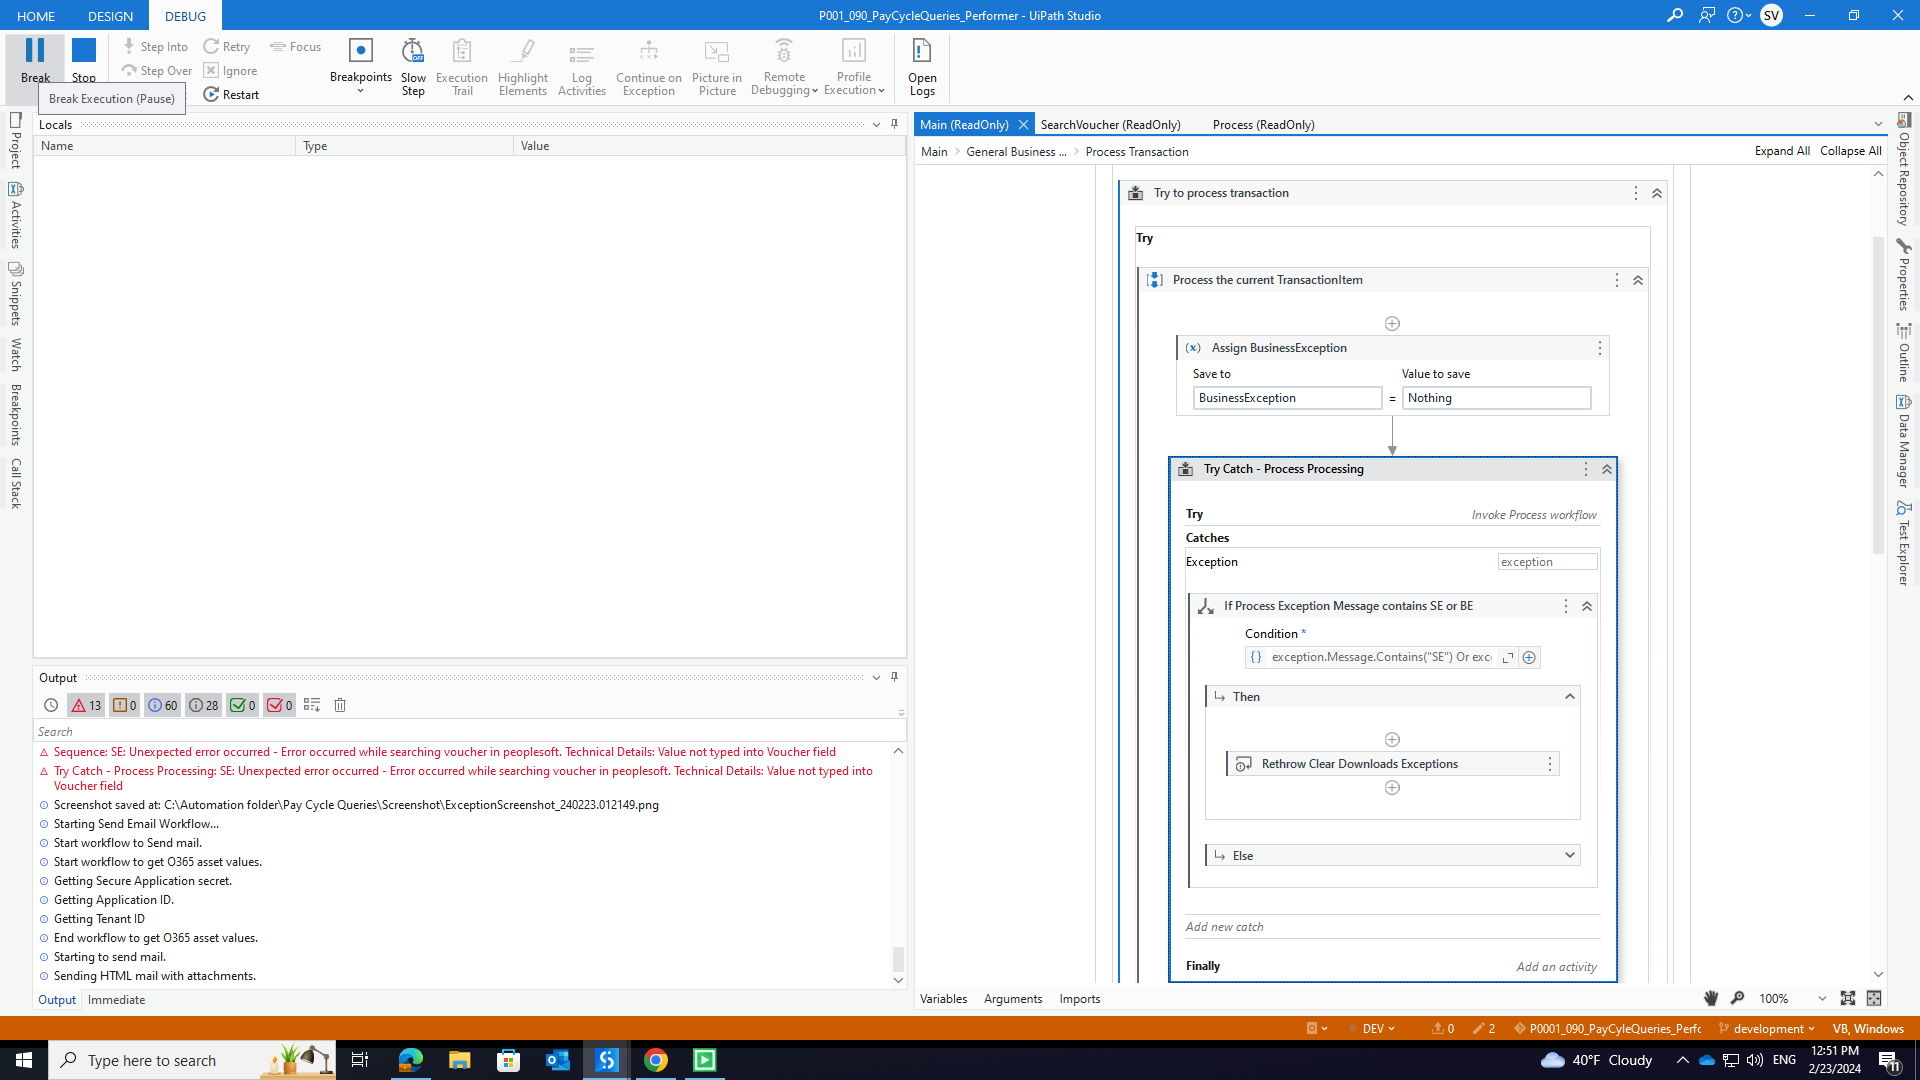 HOME
DESIGN
DEBUG
P001_090_PayCycleQueries_Performer - UiPath Studio
SV
Break
Stop
Step Into
Step Over
Retry
Ignore
Restart
Focus
Breakpoints
Slow Step
Execution Trail
Highlight Elements
Log Activities
Continue on Exception
Picture in Picture
Remote Debugging
Profile Execution
Open Logs
Break Execution (Pause)
Project
Activities
Snippets
Watch
Breakpoints
Call Stack
Locals
Name
Type
Value
Output
13
0
60
28
0
0
Search
Sequence: SE: Unexpected error occurred - Error occurred while searching voucher in peoplesoft. Technical Details: Value not typed into Voucher field
Try Catch - Process Processing: SE: Unexpected error occurred - Error occurred while searching voucher in peoplesoft. Technical Details: Value not typed into
Voucher field
Screenshot saved at: C:\Automation folder\Pay Cycle Queries\Screenshot\ExceptionScreenshot_240223.012149.png
Starting Send Email Workflow...
Start workflow to Send mail.
Start workflow to get O365 asset values.
Getting Secure Application secret.
Getting Application ID.
Getting Tenant ID
End workflow to get O365 asset values.
Starting to send mail.
Sending HTML mail with attachments.
Output
Immediate
Main (ReadOnly)
SearchVoucher (ReadOnly)
Process (ReadOnly)
Main
General Business ...
Process Transaction
Expand All
Collapse All
Try to process transaction
Try
Process the current TransactionItem
(x) Assign BusinessException
Save to
Value to save
BusinessException
=
Nothing
Try Catch - Process Processing
Try
Invoke Process workflow
Catches
Exception
exception
If Process Exception Message contains SE or BE
Condition *
{} exception.Message.Contains("SE") Or exc
Then
Rethrow Clear Downloads Exceptions
Else
Add new catch
Finally
Add an activity
Variables
Arguments
Imports
100%
Object Repository
Properties
Outline
Data Manager
Test Explorer
DEV
0
2
P0001_090_PayCyleQueries_Perfc
development
VB, Windows
Type here to search
40°F Cloudy
ENG
12:51 PM
2/23/2024
11